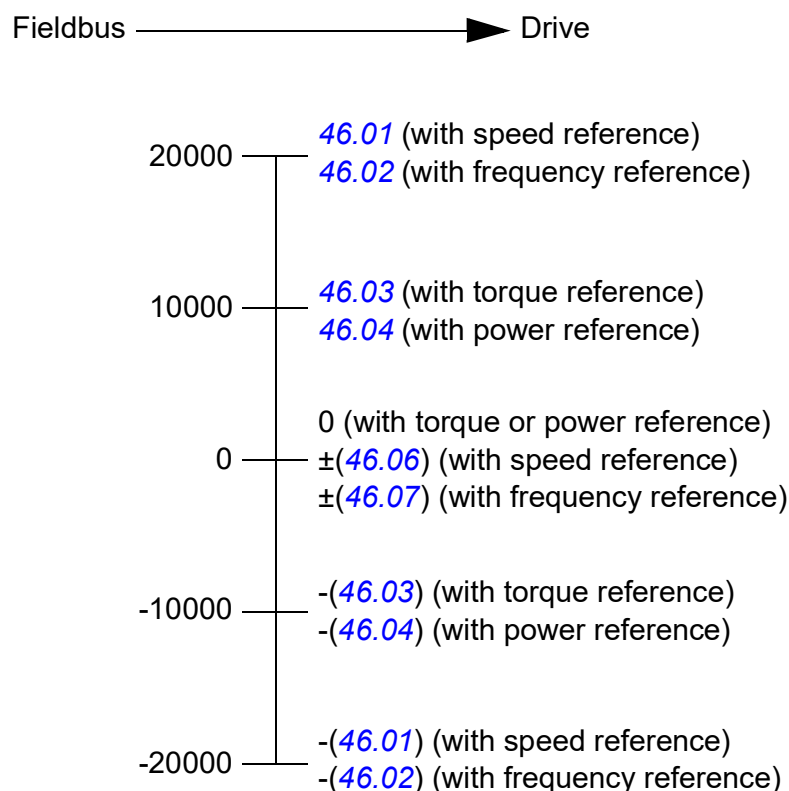 Fieldbus Drive
46.01 (with speed reference)
20000
46.02 (with frequency reference)
46.03 (with torque reference)
10000
46.04 (with power reference)
0 (with torque or power reference)
0 ±(46.06) (with speed reference)
±(46.07) (with frequency reference)
-(46.03) (with torque reference)
-10000
-(46.04) (with power reference)
-(46.01) (with speed reference)
-20000
-(46.02) (with frequency reference)